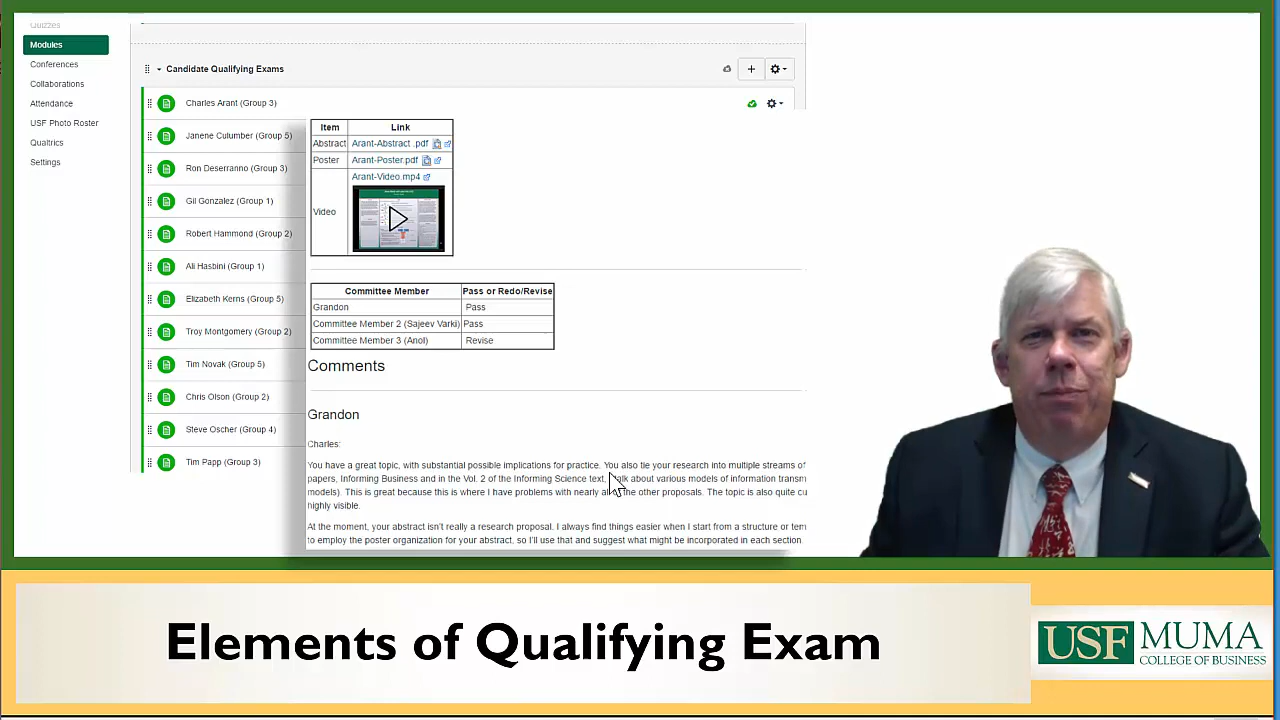 Quizzes
Modules
Conferences
Collaborations
Attendance
USF Photo Roster
Qualtrics
Settings
Candidate Qualifying Exams
Charles Arant (Group 3)
Janene Culumber (Group 5)
Ron Deserranno (Group 3)
Gil Gonzalez (Group 1)
Robert Hammond (Group 2)
Ali Hasbini (Group 1)
Elizabeth Kerns (Group 5)
Troy Montgomery (Group 2)
Tim Novak (Group 5)
Chris Olson (Group 2)
Steve Oscher (Group 4)
Tim Papp (Group 3)
Item Link
Abstract Arant-Abstract .pdf
Poster Arant-Poster.pdf
Arant-Video.mp4
Video
Committee Member Pass or Redo/Revise
Grandon Pass
Committee Member 2 (Sajeev Varki) Pass
Committee Member 3 (Anol) Revise
Comments
Grandon
Charles:
You have a great topic, with substantial possible implications for practice. You also tie your research into multiple streams of
papers, Informing Business and in the Vol. 2 of the Informing Science text, talk about various models of information transm
models). This is great because this is where I have problems with nearly all the other proposals. The topic is also quite cu
highly visible.
At the moment, your abstract isn't really a research proposal. I always find things easier when I start from a structure or tem
to employ the poster organization for your abstract, so I'll use that and suggest what might be incorporated in each section.
Elements of Qualifying Exam
USF MUMA
COLLEGE OF BUSINESS